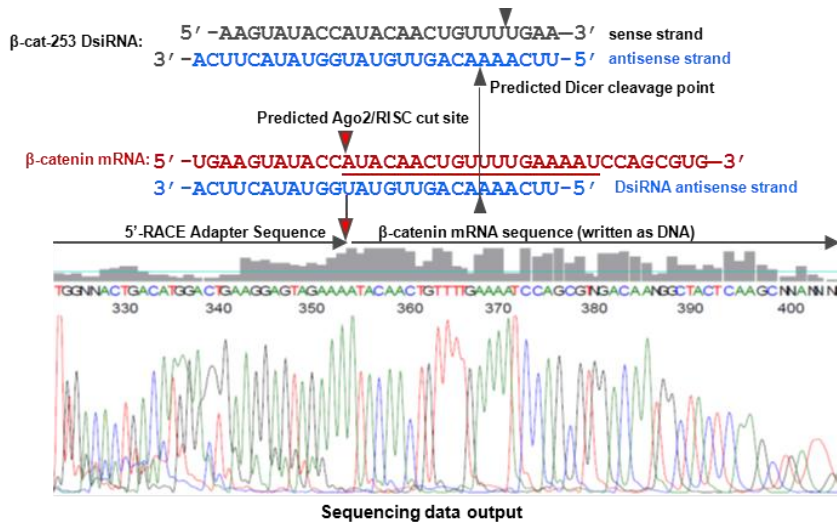 β-cat-253 DsiRNA: 5′-AAGUAUACCAUACAACUGUUUUGAA—3′ sense strand
3′-ACUUCAUAUGGUAUGUUGACAAAACUU-5′ antisense strand
Predicted Dicer cleavage point
Predicted Ago2/RISC cut site
β-catenin mRNA: 5′-UGAAGUAUACCAUACAACUGUUUUGAAAAUCCAGCGUG—3′
3′-ACUUCAUAUGGUAUGUUGACAAAACUU-5′ DsiRNA antisense strand
5′-RACE Adapter Sequence β-catenin mRNA sequence (written as DNA)
TGGNNACTGACATGGACTGAAGGAGTAGAAAATACAACTGTTTTGAAAATCCAGCGTNGACAANGGCTACTCAAGCNNANNN
330 340 350 360 370 380 390 400
Sequencing data output